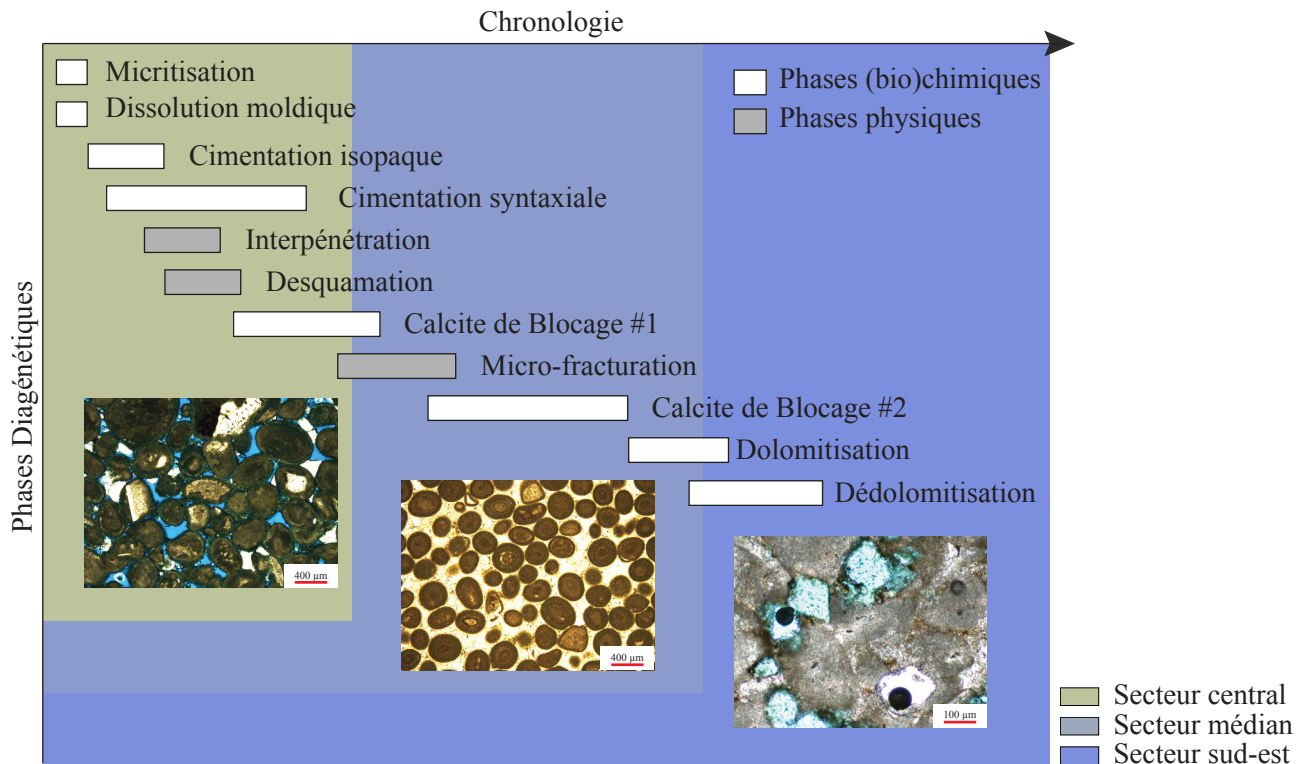 Chronologie
Micritisation
Dissolution moldique
Phases (bio)chimiques
Phases physiques
Cimentation isopaque
Cimentation syntaxiale
Interpénétration
Desquamation
Calcite de Blocage #1
Micro-fracturation
Calcite de Blocage #2
Dolomitisation
Dédolomitisation
Phases Diagénétiques
400 µm
400 µm
100 µm
Secteur central
Secteur médian
Secteur sud-est